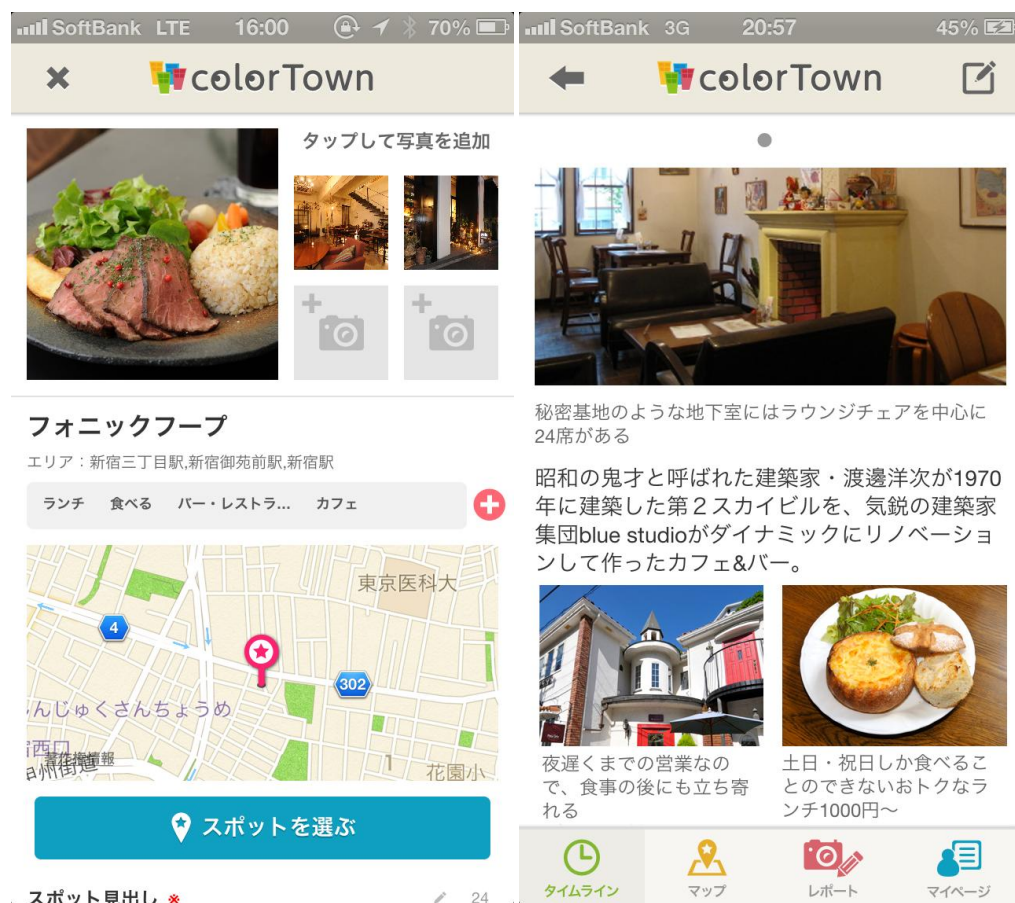 SoftBank LTE 16:00 70%
colorTown
タップして写真を追加
フォニックフープ
エリア：新宿三丁目駅,新宿御苑前駅,新宿駅
ランチ 食べる バー・レストラ... カフェ
東京医科大
4
302
んじゅくさんちょうめ
西口
著作権情報
甲州街道
1
花園小
スポットを選ぶ
スポット見出し ※ 24
SoftBank 3G 20:57 45%
colorTown
秘密基地のような地下室にはラウンジチェアを中心に
24席がある
昭和の鬼才と呼ばれた建築家・渡邊洋次が1970
年に建築した第２スカイビルを、気鋭の建築家
集団blue studioがダイナミックにリノベーショ
ンして作ったカフェ&バー。
夜遅くまでの営業なの
で、食事の後にも立ち寄
れる
土日・祝日しか食べるこ
とのできないおトクなラ
ンチ1000円～
タイムライン マップ レポート マイページ